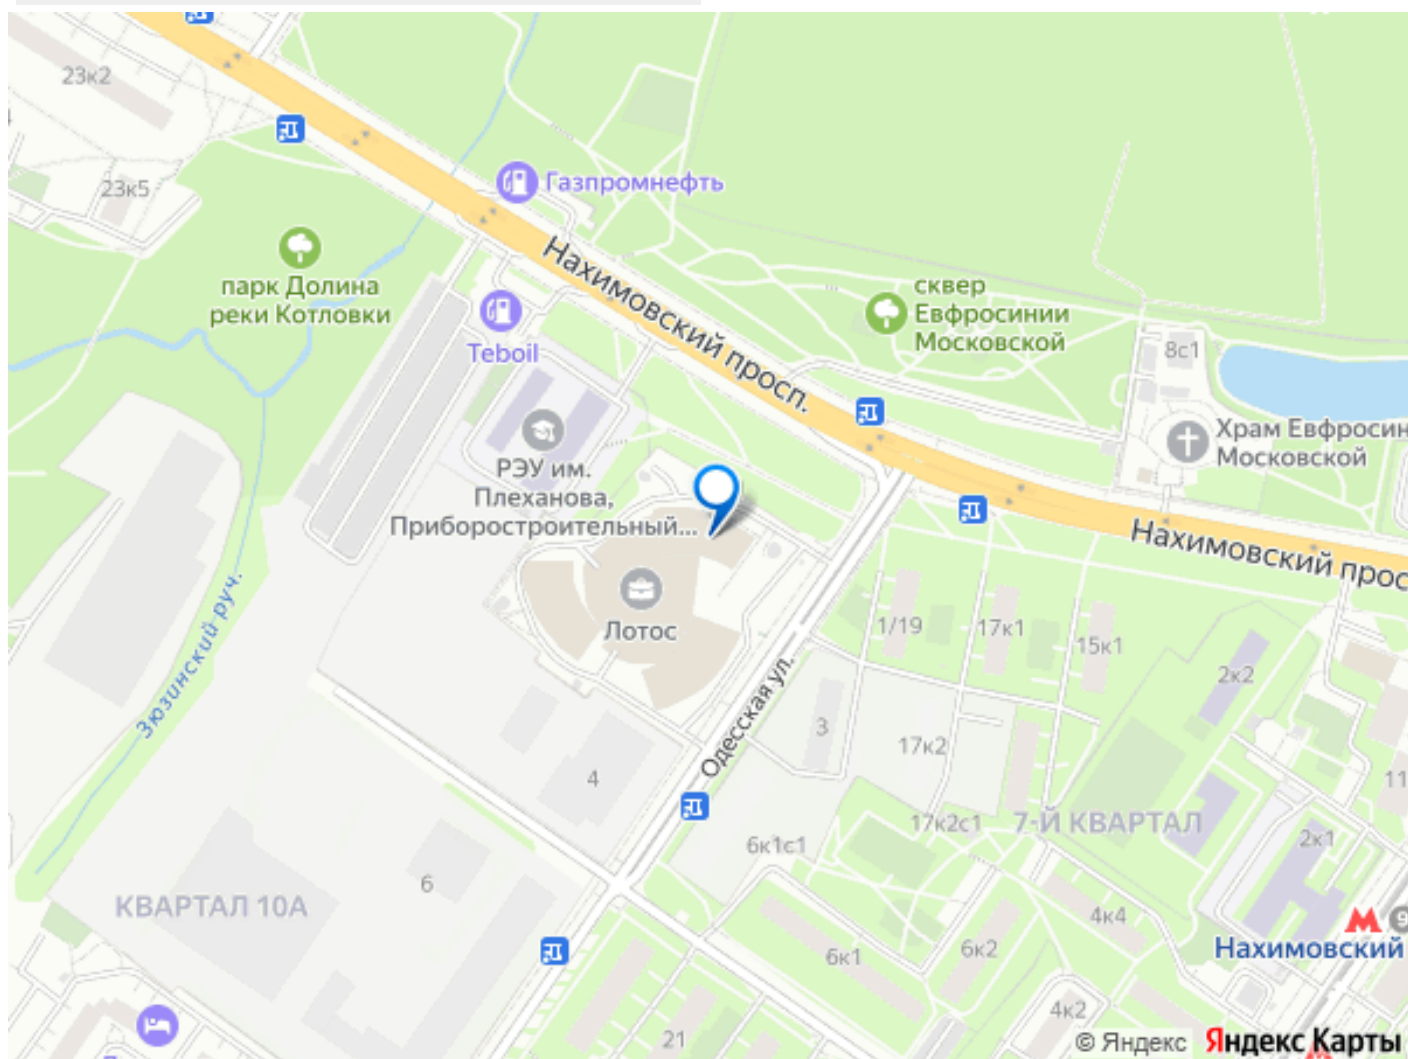 23к2
23к5
Газпромнефть
парк Долина
реки Котловки
Нахимовский просп.
сквер
Евфросинии
Московской
Teboil
8с1
Храм Евфросин
Московской
РЭУ им.
Плеханова,
Приборостроительный...
Нахимовский прос
Лотос
Зюзинский руч.
1/19
17к1
15к1
2к2
Одесская ул.
3
17к2
4
11
17к2с1
7-Й КВАРТАЛ
6к1с1
2к1
6
КВАРТАЛ 10А
4к4
М
9
Нахимовский
6к1
6к2
4к2
21
© Яндекс
Яндекс Карты